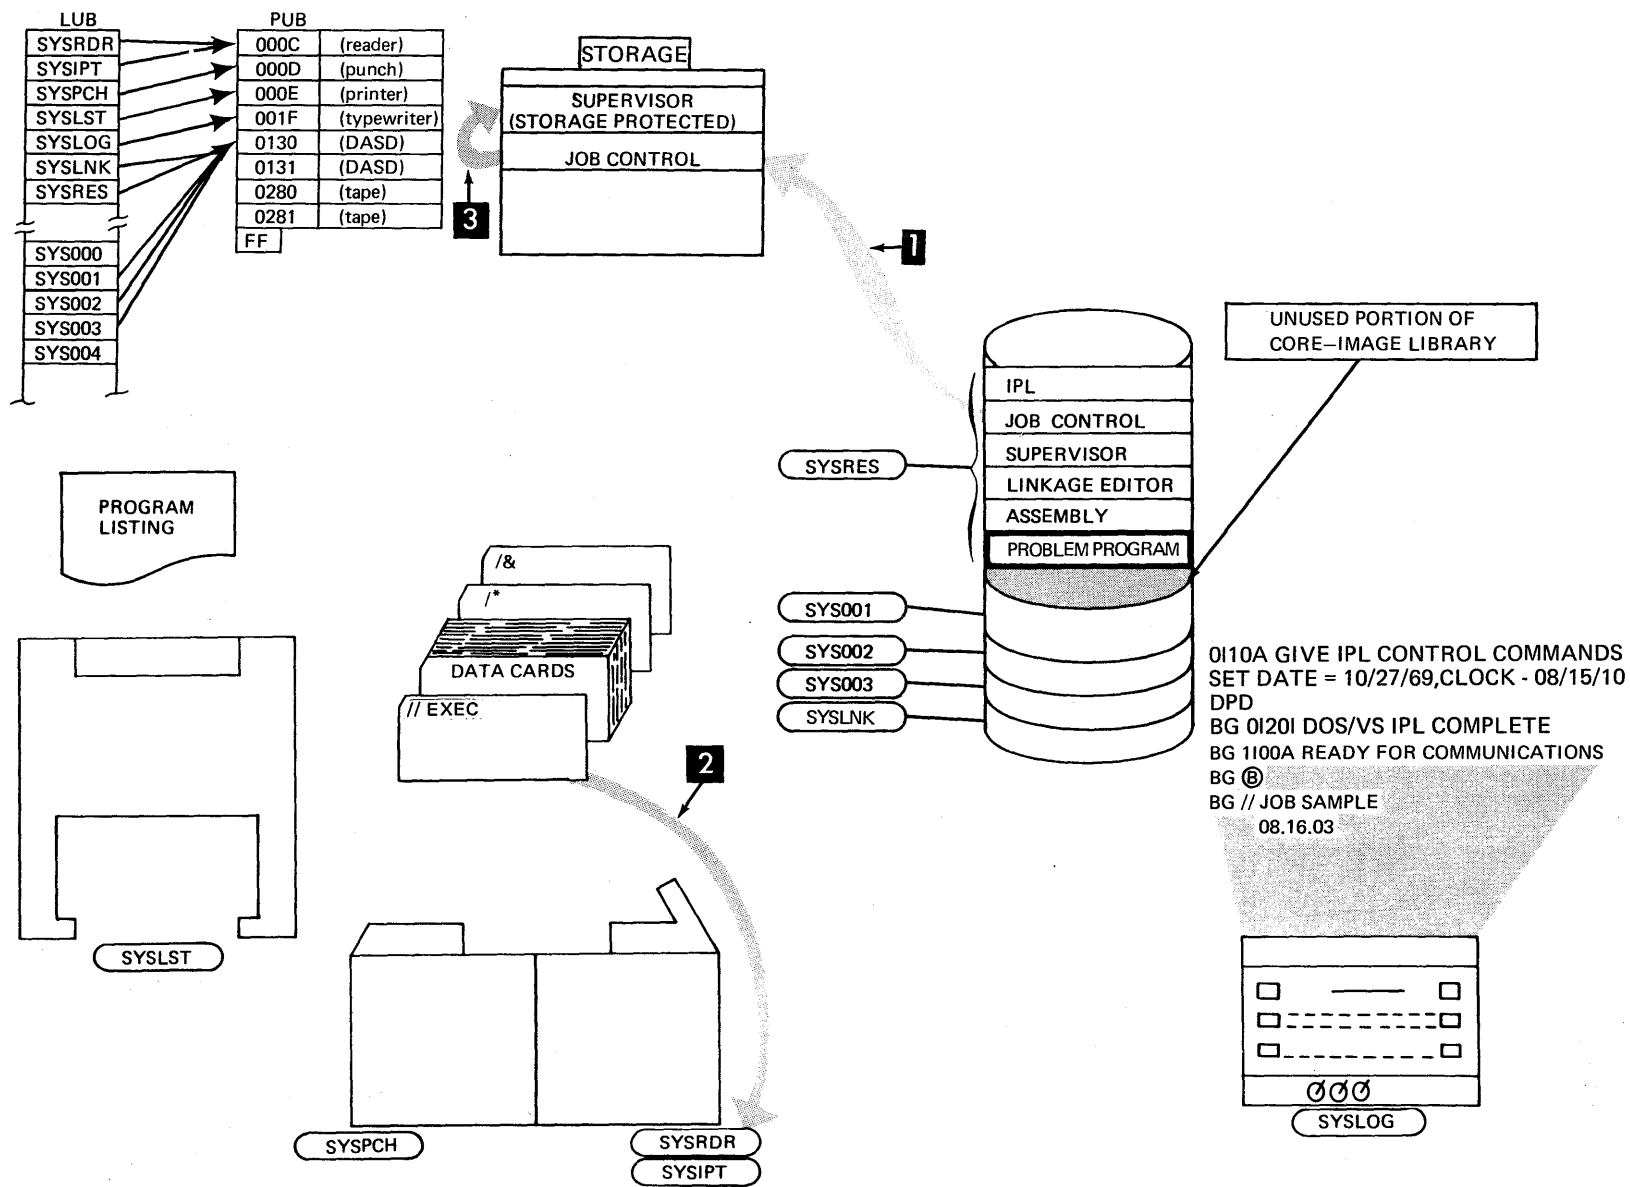 LUB
SYSRDR
SYSIPT
SYSPCH
SYSLST
SYSLOG
SYSLNK
SYSRES
SYS000
SYS001
SYS002
SYS003
SYS004
PUB
000C (reader)
000D (punch)
000E (printer)
001F (typewriter)
0130 (DASD)
0131 (DASD)
0280 (tape)
0281 (tape)
FF
STORAGE
SUPERVISOR
(STORAGE PROTECTED)
JOB CONTROL
3
1
UNUSED PORTION OF
CORE–IMAGE LIBRARY
IPL
JOB CONTROL
SUPERVISOR
LINKAGE EDITOR
ASSEMBLY
PROBLEM PROGRAM
SYSRES
SYS001
SYS002
SYS003
SYSLNK
PROGRAM
LISTING
/&
/*
DATA CARDS
// EXEC
2
0I10A GIVE IPL CONTROL COMMANDS
SET DATE = 10/27/69,CLOCK - 08/15/10
DPD
BG 0I20I DOS/VS IPL COMPLETE
BG 1I00A READY FOR COMMUNICATIONS
BG Ⓑ
BG // JOB SAMPLE
08.16.03
SYSLST
SYSPCH
SYSRDR
SYSIPT
SYSLOG